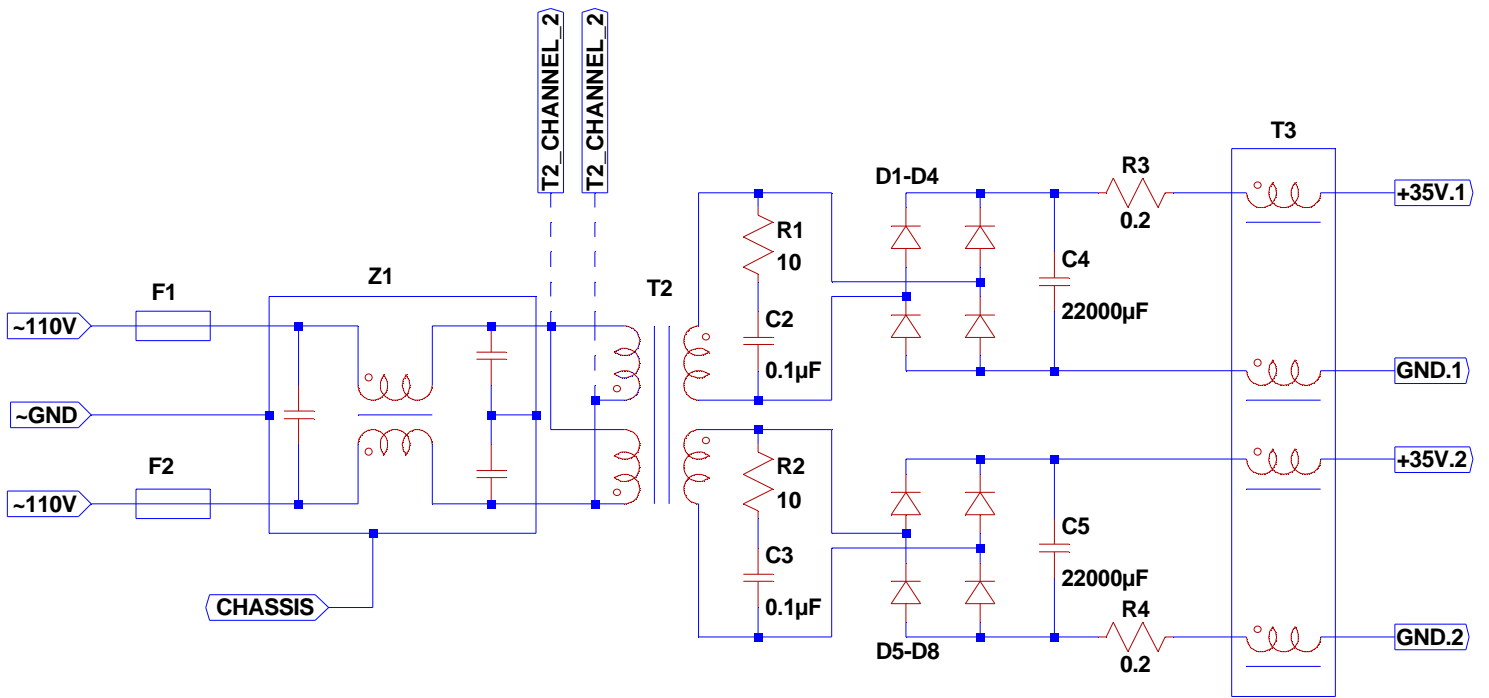 T2_CHANNEL_2
T2_CHANNEL_2
T3
D1-D4
R3
+35V.1
0.2
R1
10
C4
22000µF
Z1
T2
F1
~110V
C2
0.1µF
GND.1
~GND
+35V.2
F2
R2
10
~110V
C5
22000µF
C3
0.1µF
CHASSIS
R4
GND.2
D5-D8
0.2